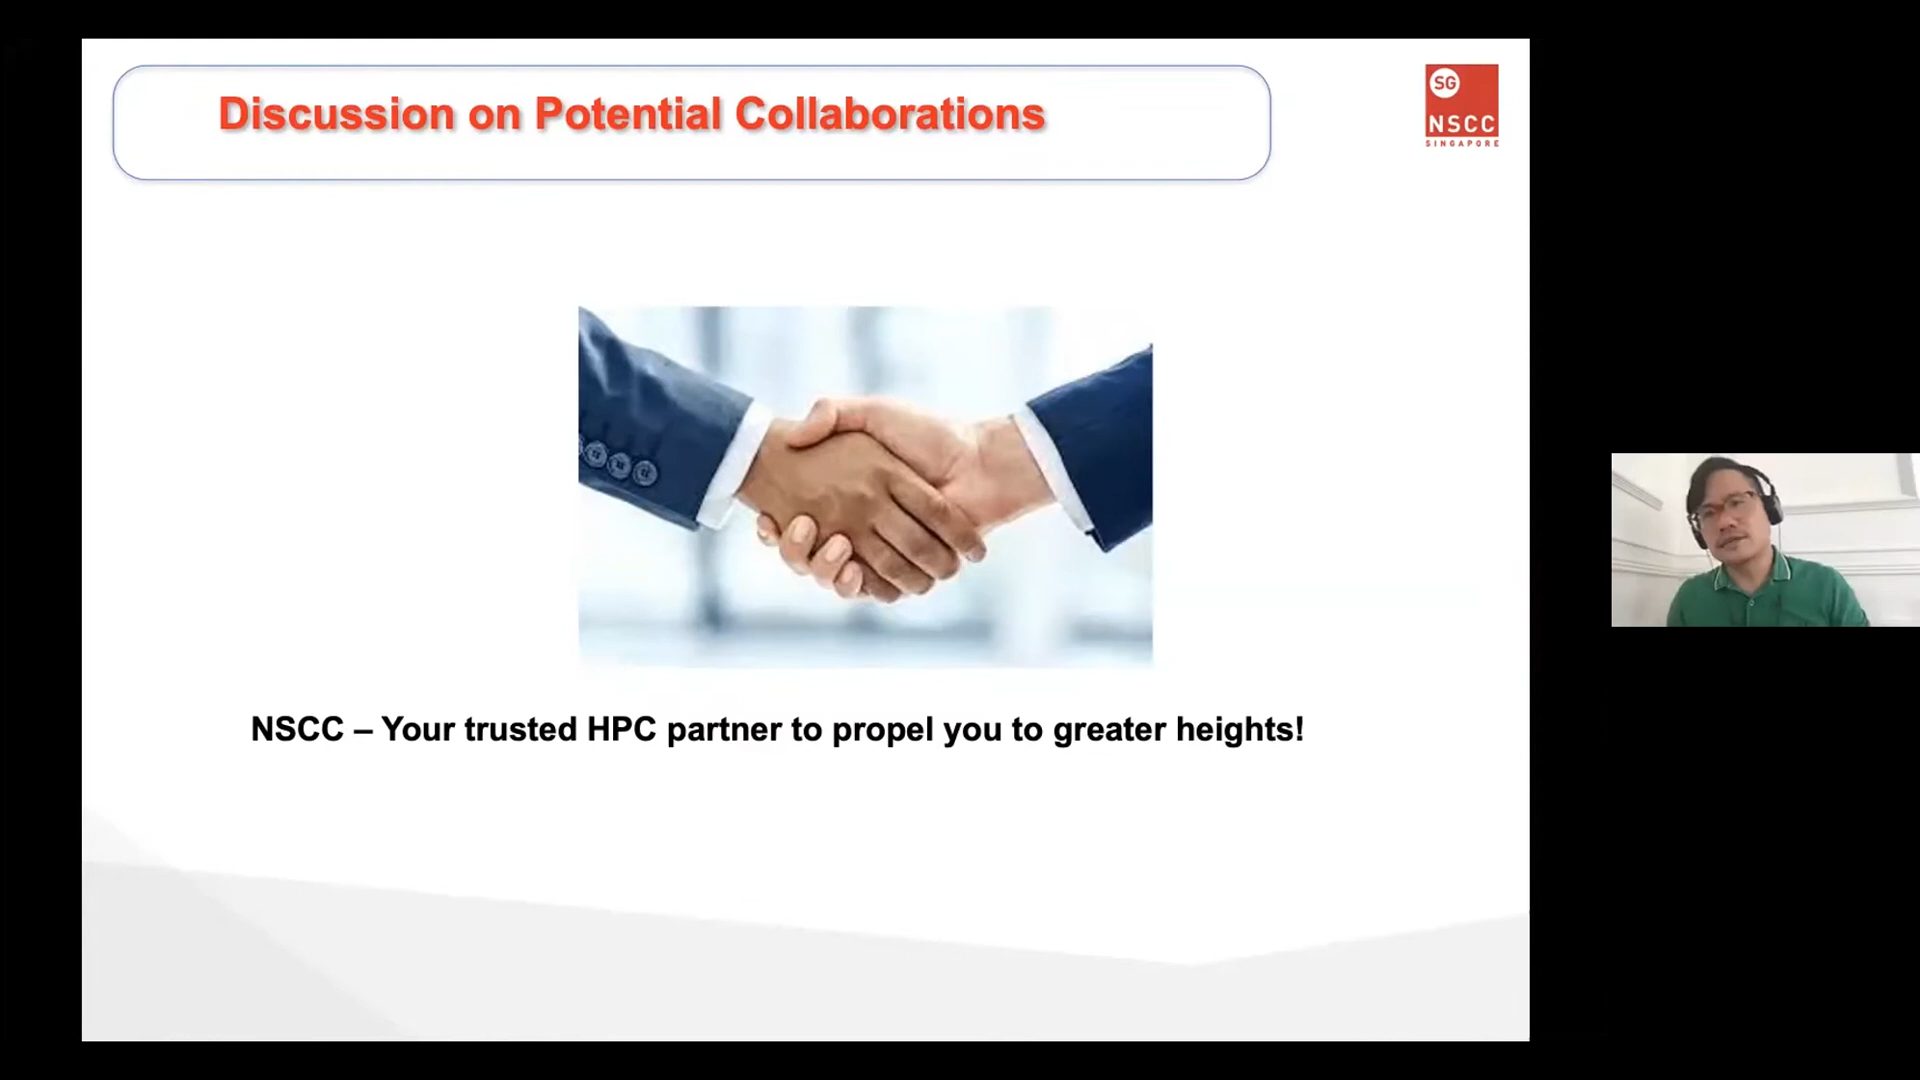 Discussion on Potential Collaborations
SG
NSCC
SINGAPORE
NSCC – Your trusted HPC partner to propel you to greater heights!